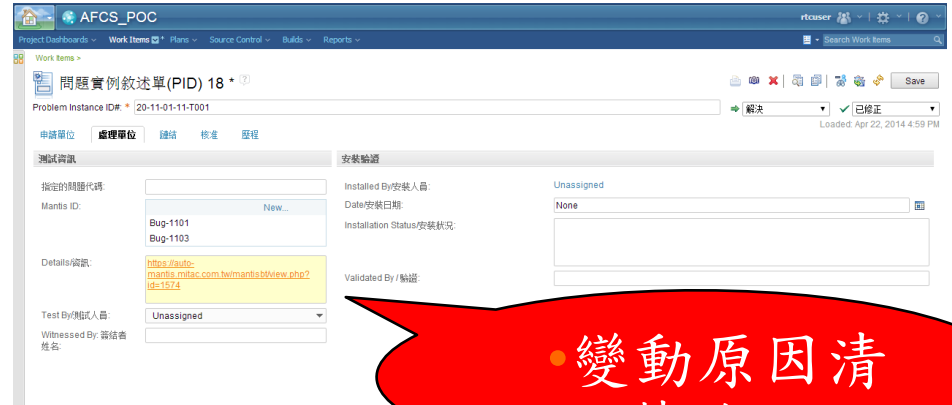 AFCS_POC
rtcuser
Project Dashboards Work Items * Plans Source Control Builds Reports
Search Work Items
Work Items >
問題實例敘述單(PID) 18 *
Save
Problem Instance ID#: * 20-11-01-11-T001
解決
已修正
Loaded: Apr 22, 2014 4:59 PM
申請單位 處理單位 鏈結 核准 歷程
測試資訊
安裝驗證
指定的問題代碼:
Installed By/安裝人員:
Unassigned
Mantis ID:
New...
Date/安裝日期:
None
Bug-1101
Installation Status/安裝狀況:
Bug-1103
Details/資訊:
https://auto-
mantis.mitac.com.tw/mantisbt/view.php?
id=1574
Validated By / 驗證:
Test By/測試人員:
Unassigned
Witnessed By: 簽結者
姓名:
•變動原因清